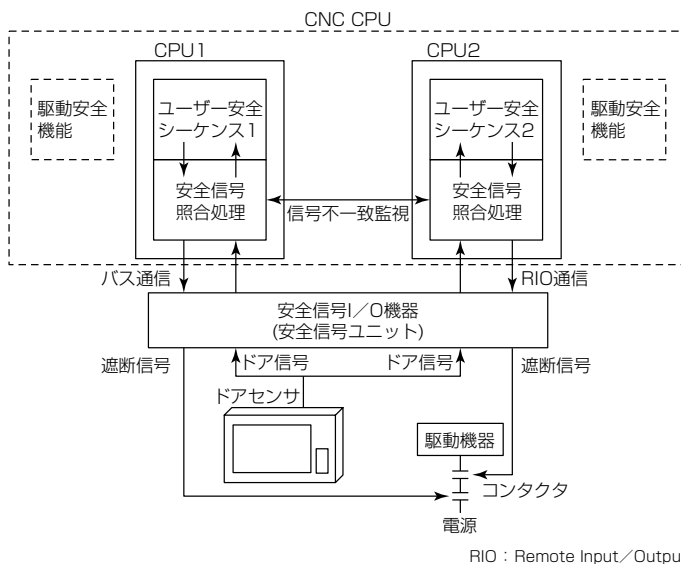 CNC CPU
CPU1
CPU2
駆動安全
機能
ユーザー安全
シーケンス1
ユーザー安全
シーケンス2
駆動安全
機能
安全信号
照合処理
信号不一致監視
安全信号
照合処理
バス通信
RIO通信
安全信号I/O機器
(安全信号ユニット)
遮断信号
ドア信号
ドア信号
遮断信号
ドアセンサ
駆動機器
コンタクタ
電源
RIO：Remote Input/Outpu